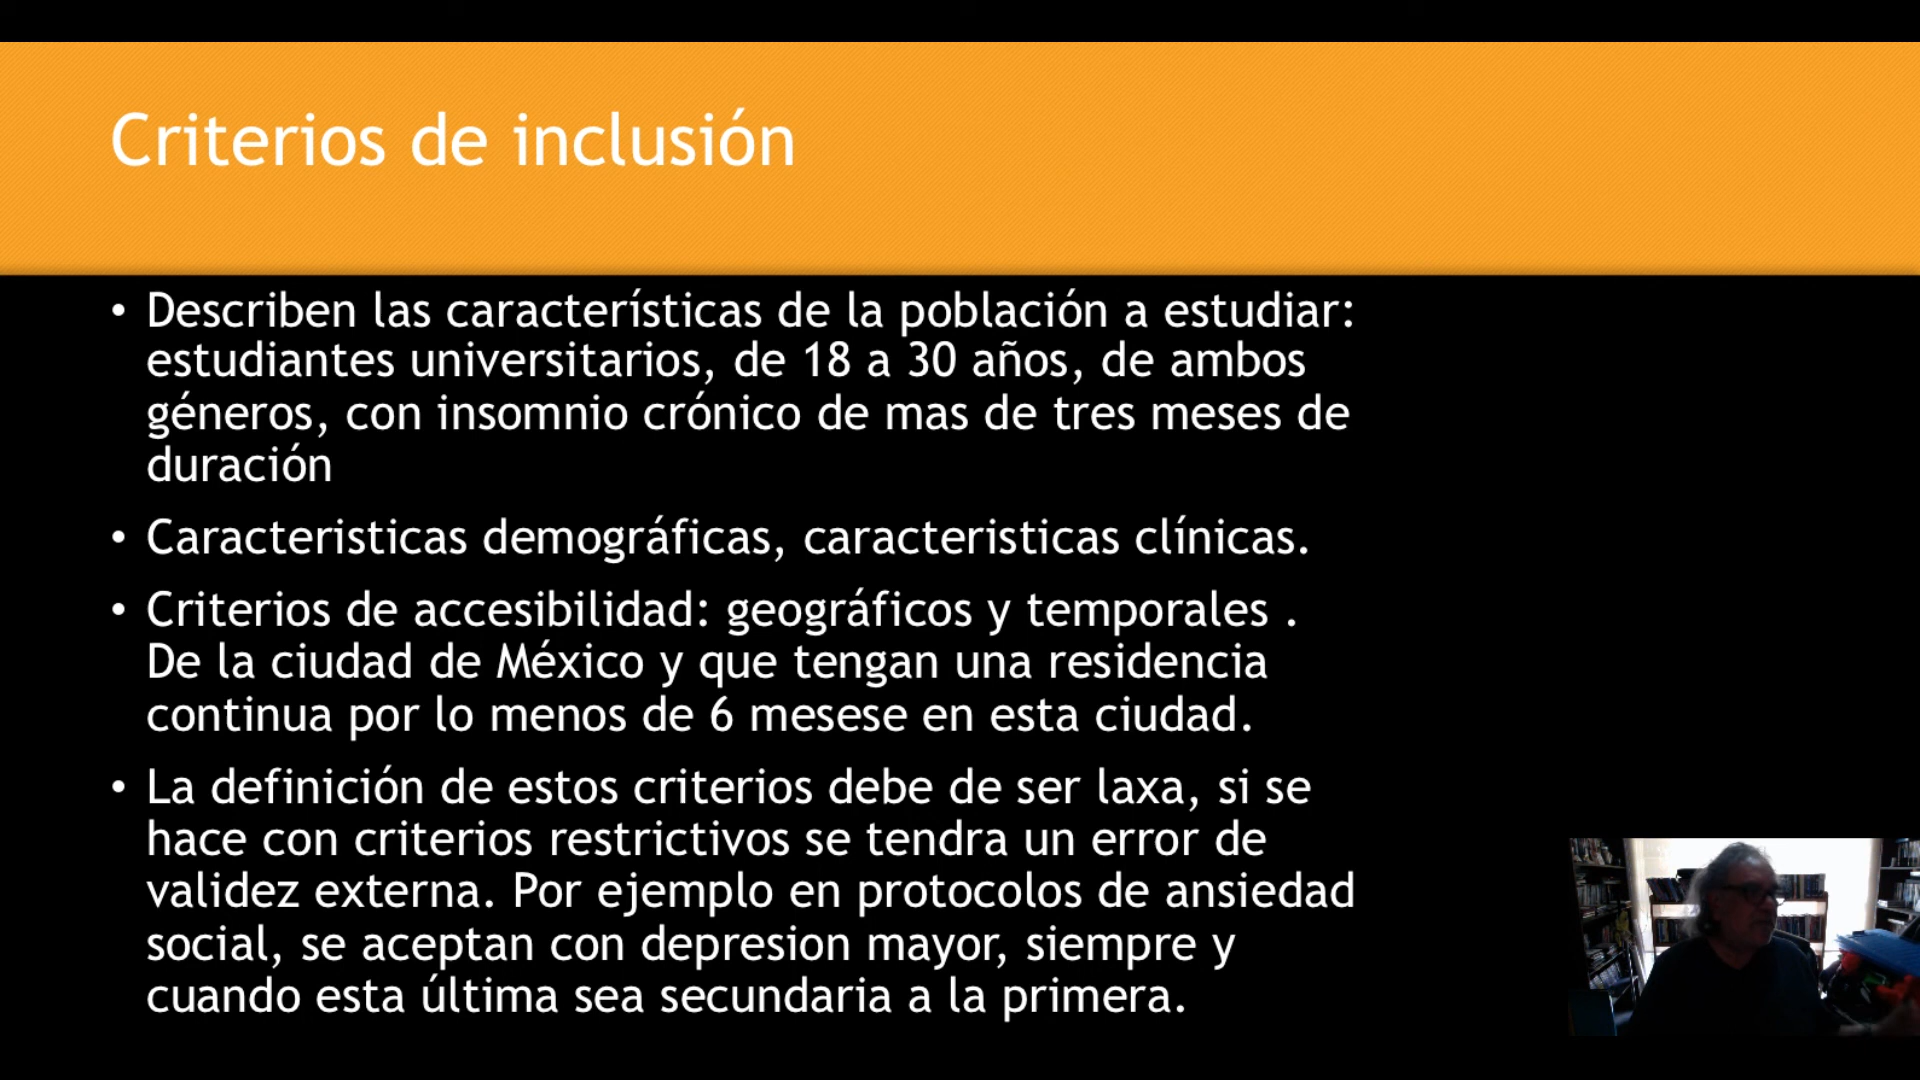 Criterios de inclusión
• Describen las características de la población a estudiar:
estudiantes universitarios, de 18 a 30 años, de ambos
géneros, con insomnio crónico de mas de tres meses de
duración
• Caracteristicas demográficas, caracteristicas clínicas.
• Criterios de accesibilidad: geográficos y temporales .
De la ciudad de México y que tengan una residencia
continua por lo menos de 6 mesese en esta ciudad.
• La definición de estos criterios debe de ser laxa, si se
hace con criterios restrictivos se tendra un error de
validez externa. Por ejemplo en protocolos de ansiedad
social, se aceptan con depresion mayor, siempre y
cuando esta última sea secundaria a la primera.